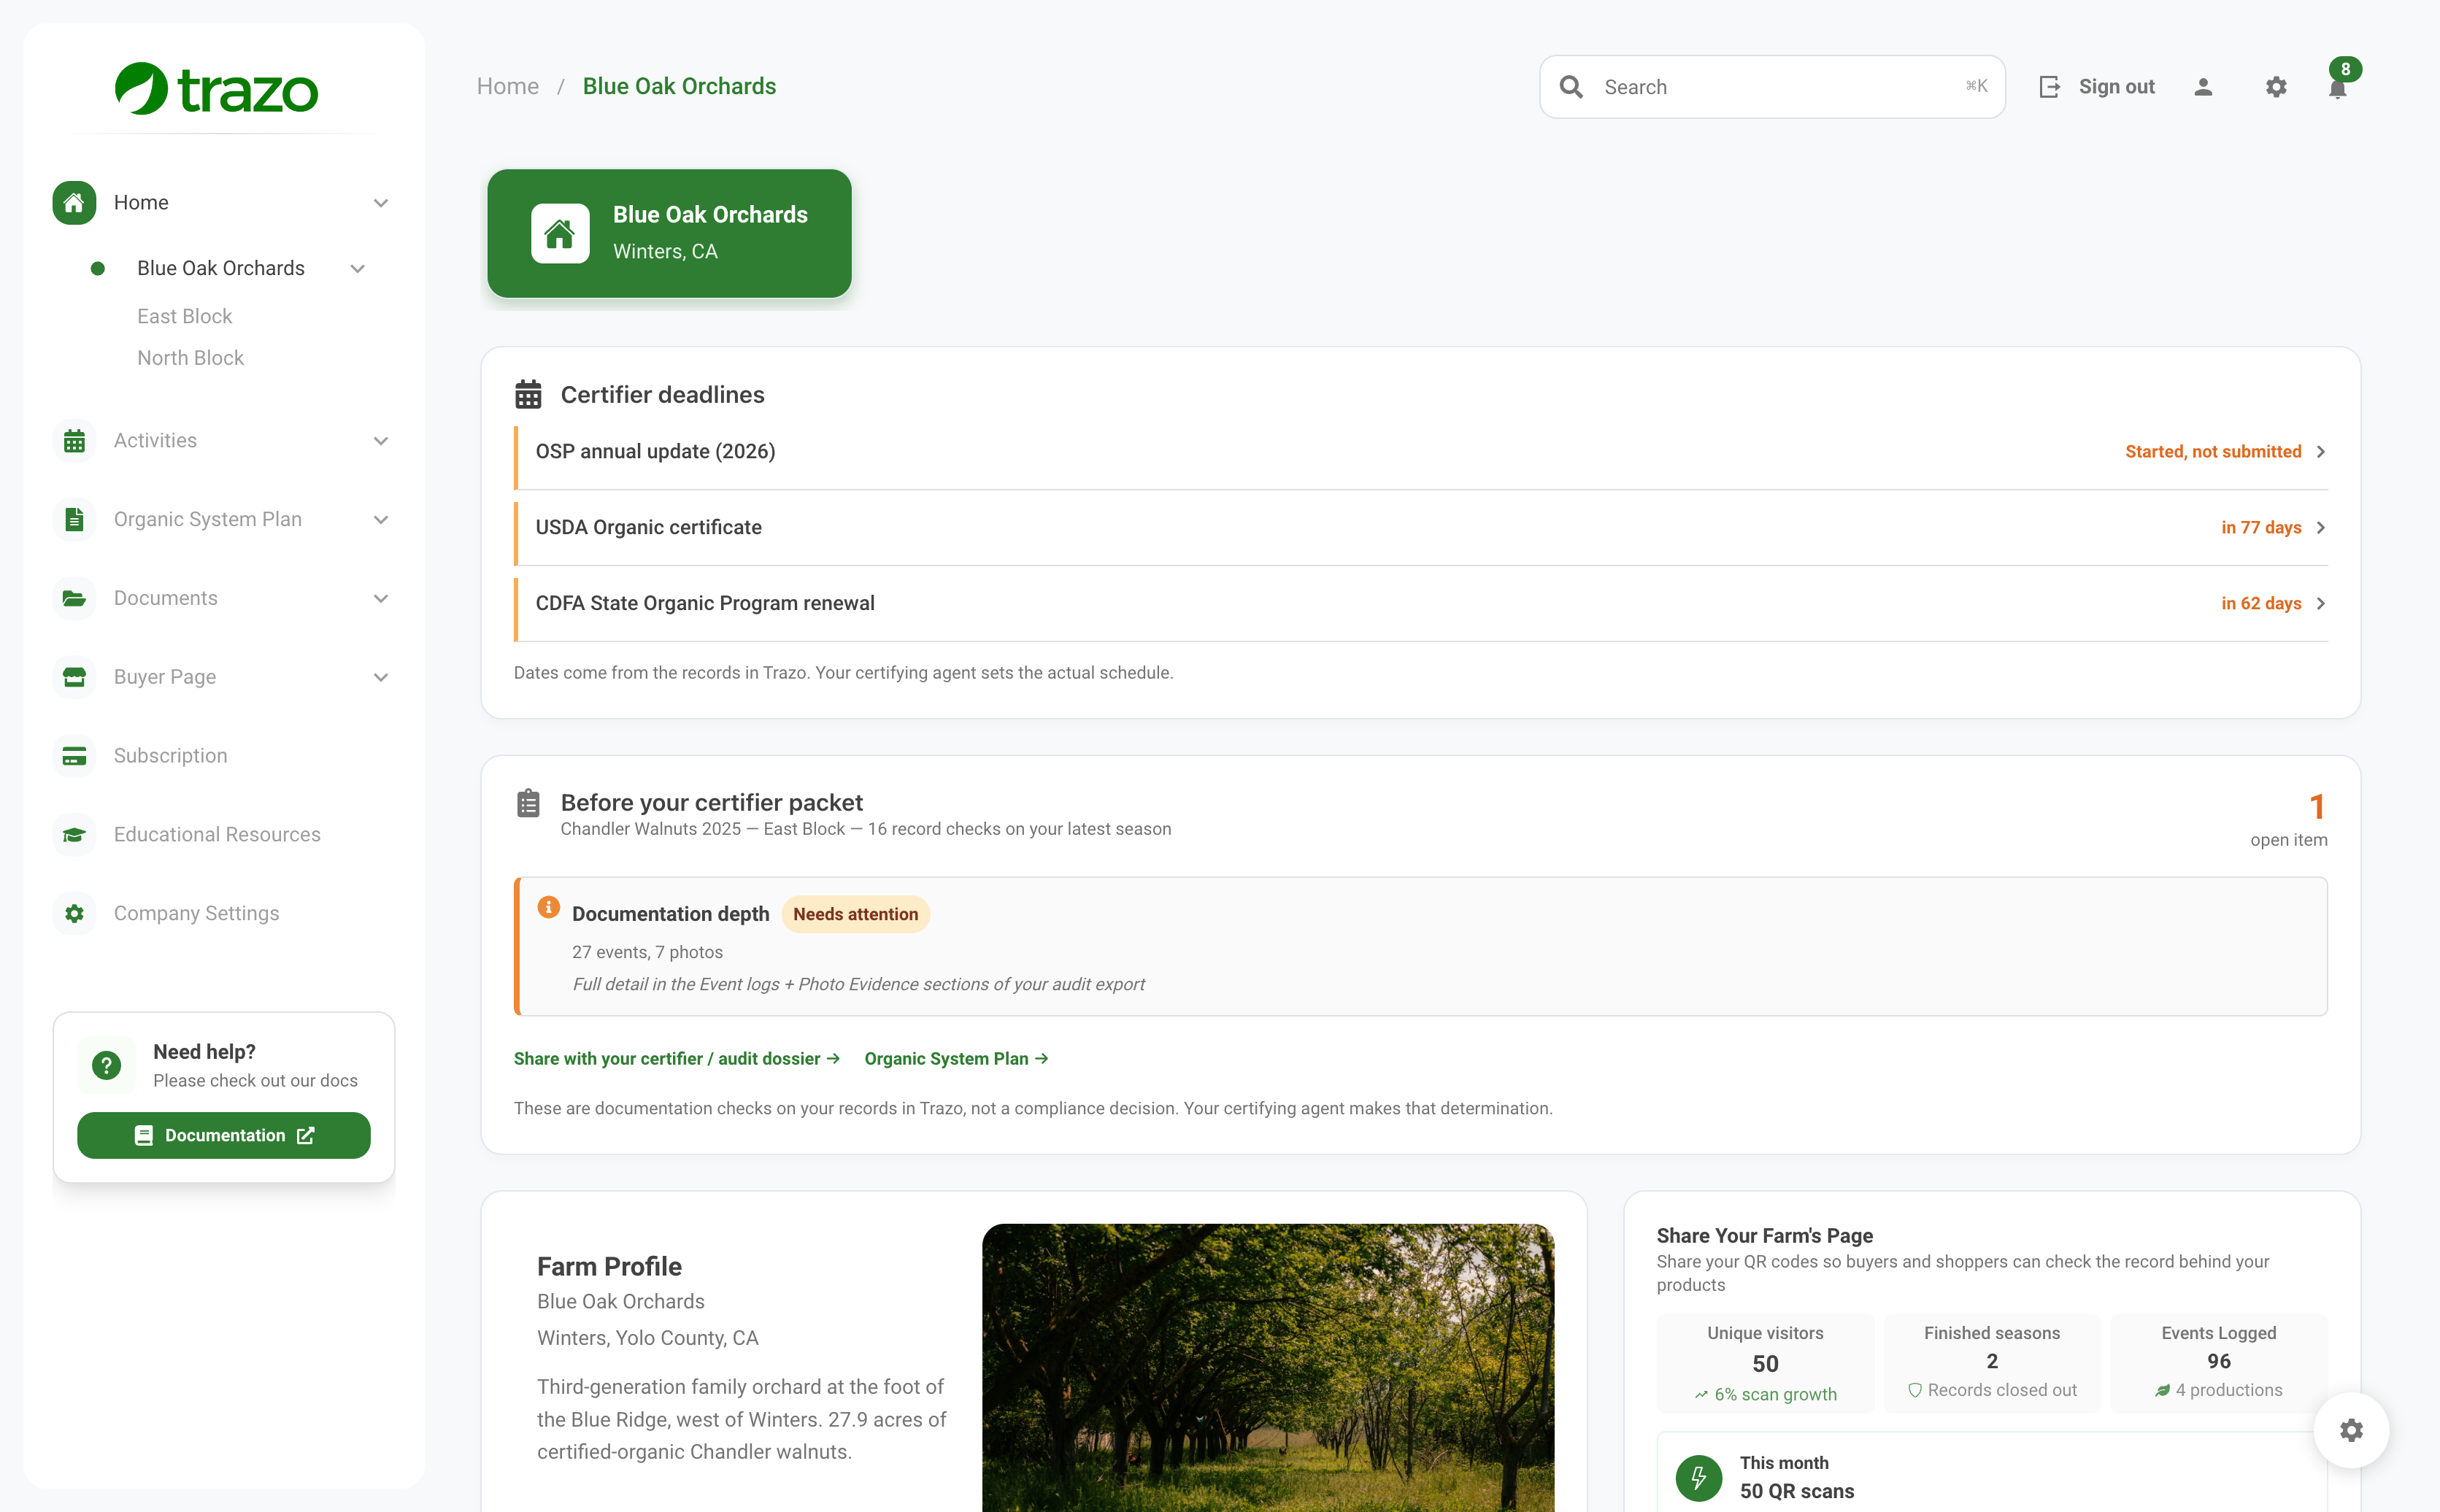 trazo
Home
Blue Oak Orchards
East Block
North Block
Activities
Organic System Plan
Documents
Buyer Page
Subscription
Educational Resources
Company Settings
Need help?
Please check out our docs
Documentation
Home / Blue Oak Orchards
Search ⌘K
Sign out
8
Blue Oak Orchards
Winters, CA
Certifier deadlines
OSP annual update (2026) Started, not submitted
USDA Organic certificate in 77 days
CDFA State Organic Program renewal in 62 days
Dates come from the records in Trazo. Your certifying agent sets the actual schedule.
Before your certifier packet
Chandler Walnuts 2025 — East Block — 16 record checks on your latest season
1
open item
Documentation depth Needs attention
27 events, 7 photos
Full detail in the Event logs + Photo Evidence sections of your audit export
Share with your certifier / audit dossier → Organic System Plan →
These are documentation checks on your records in Trazo, not a compliance decision. Your certifying agent makes that determination.
Farm Profile
Blue Oak Orchards
Winters, Yolo County, CA
Third-generation family orchard at the foot of
the Blue Ridge, west of Winters. 27.9 acres of
certified-organic Chandler walnuts.
Share Your Farm's Page
Share your QR codes so buyers and shoppers can check the record behind your
products
Unique visitors
50
6% scan growth
Finished seasons
2
Records closed out
Events Logged
96
4 productions
This month
50 QR scans